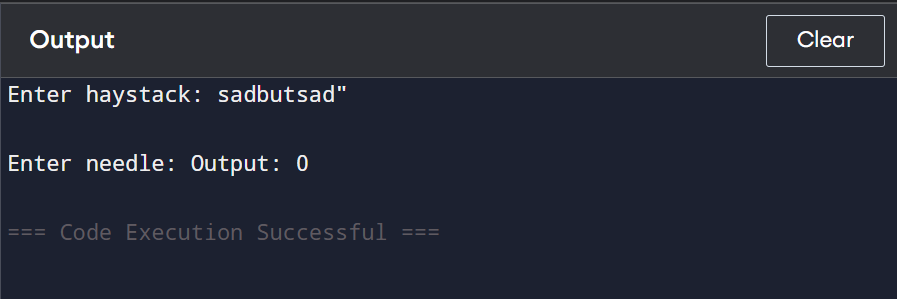 Output
Clear
Enter haystack: sadbutsad"
Enter needle: Output: 0
=== Code Execution Successful ===